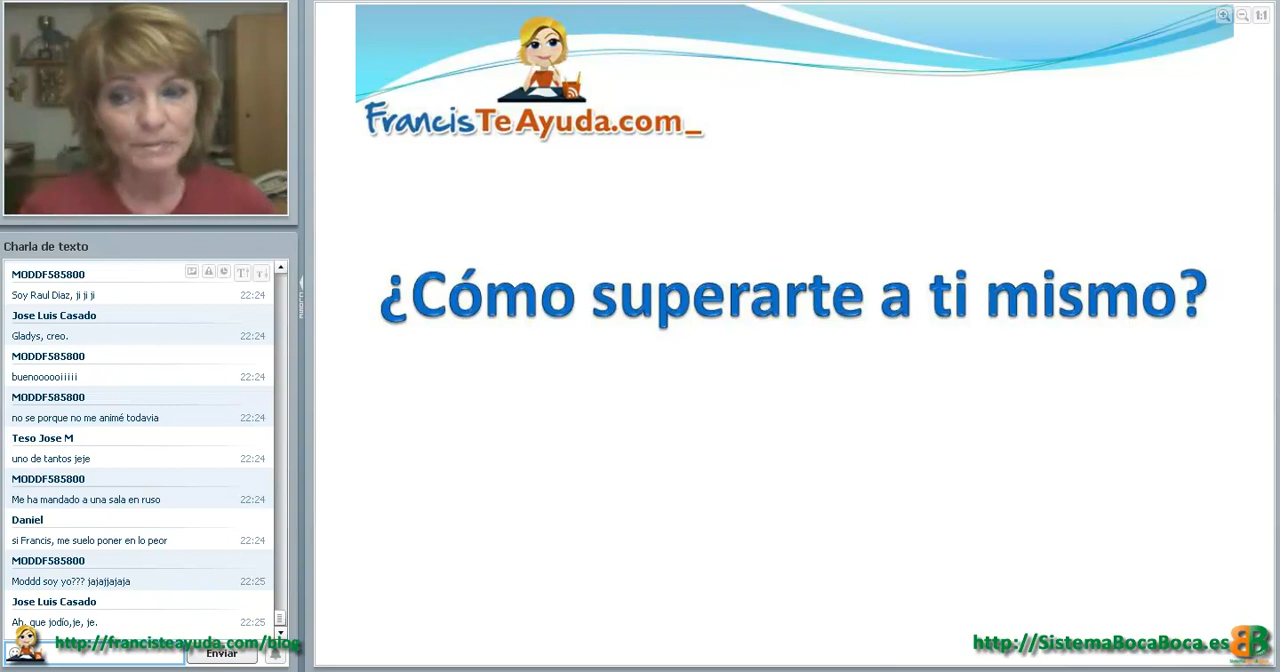 1:1
FrancisTeAyuda.com_
¿Cómo superarte a ti mismo?
Charla de texto
MODDF585800
Soy Raul Diaz, ji ji ji 22:24
Jose Luis Casado
Gladys, creo. 22:24
MODDF585800
buenoooooiiiii 22:24
MODDF585800
no se porque no me animé todavia 22:24
Teso Jose M
uno de tantos jeje 22:24
MODDF585800
Me ha mandado a una sala en ruso 22:24
Daniel
si Francis, me suelo poner en lo peor 22:24
MODDF585800
Moddd soy yo??? jajajjajaja 22:25
Jose Luis Casado
Ah, que jodío,je, je. 22:25
http://francisteayuda.com/blog
Enviar
http://SistemaBocaBoca.es